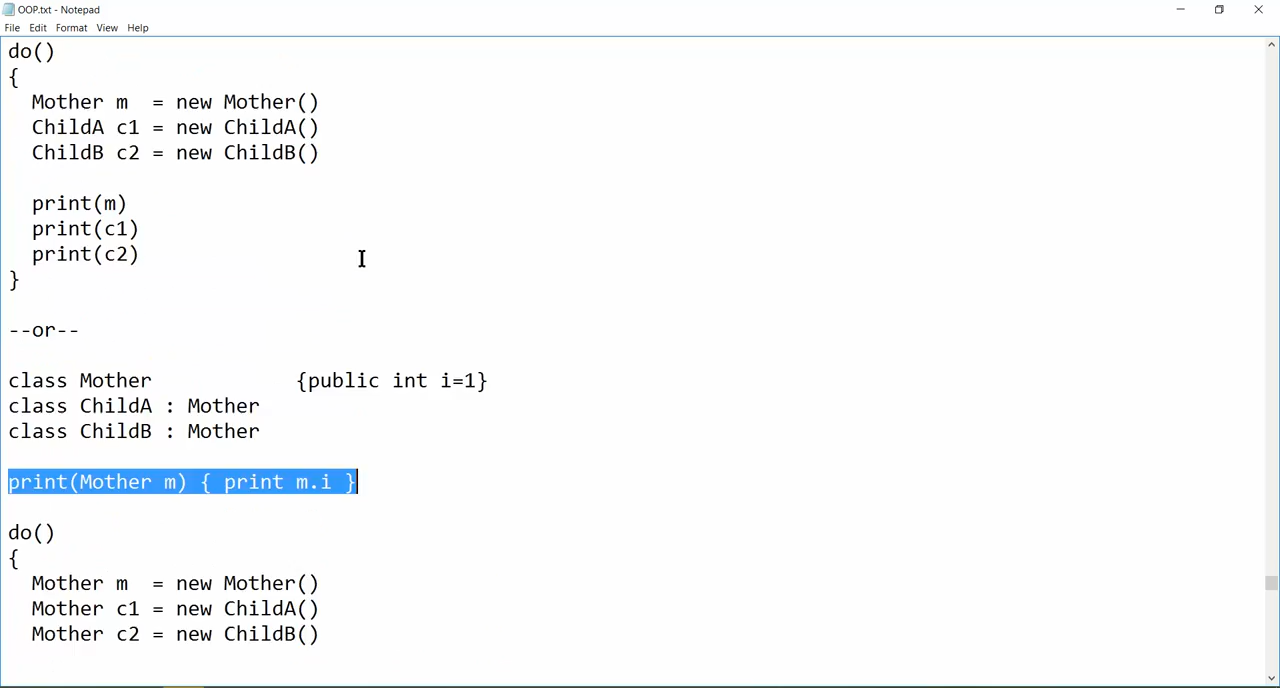 OOP.txt - Notepad
File Edit Format View Help
do()
{
  Mother m  = new Mother()
  ChildA c1 = new ChildA()
  ChildB c2 = new ChildB()

  print(m)
  print(c1)
  print(c2)
}

--or--

class Mother            {public int i=1}
class ChildA : Mother
class ChildB : Mother

print(Mother m) { print m.i }

do()
{
  Mother m  = new Mother()
  Mother c1 = new ChildA()
  Mother c2 = new ChildB()